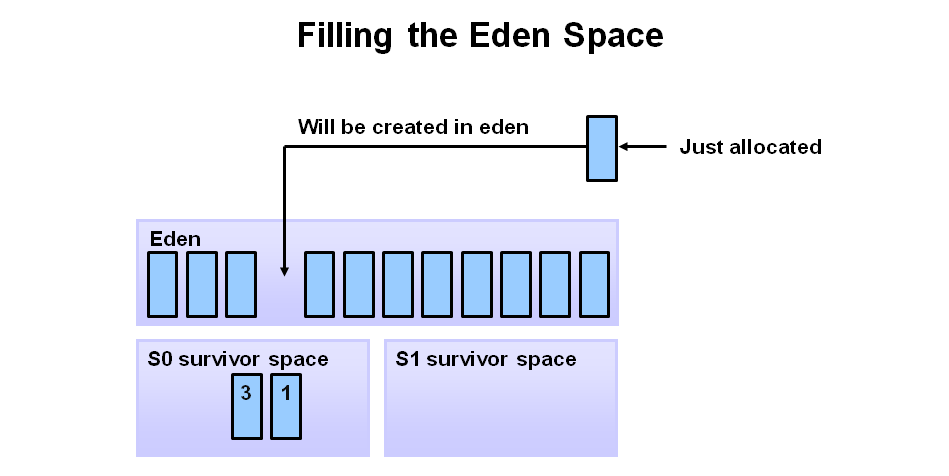 Filling the Eden Space
Will be created in eden
Just allocated
Eden
S0 survivor space
S1 survivor space
3 1